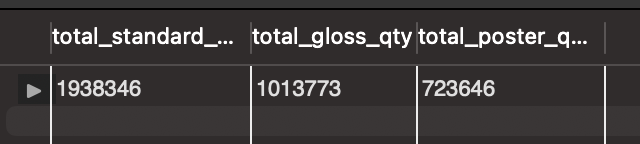 total_standard_... total_gloss_qty total_poster_q...
1938346 1013773 723646